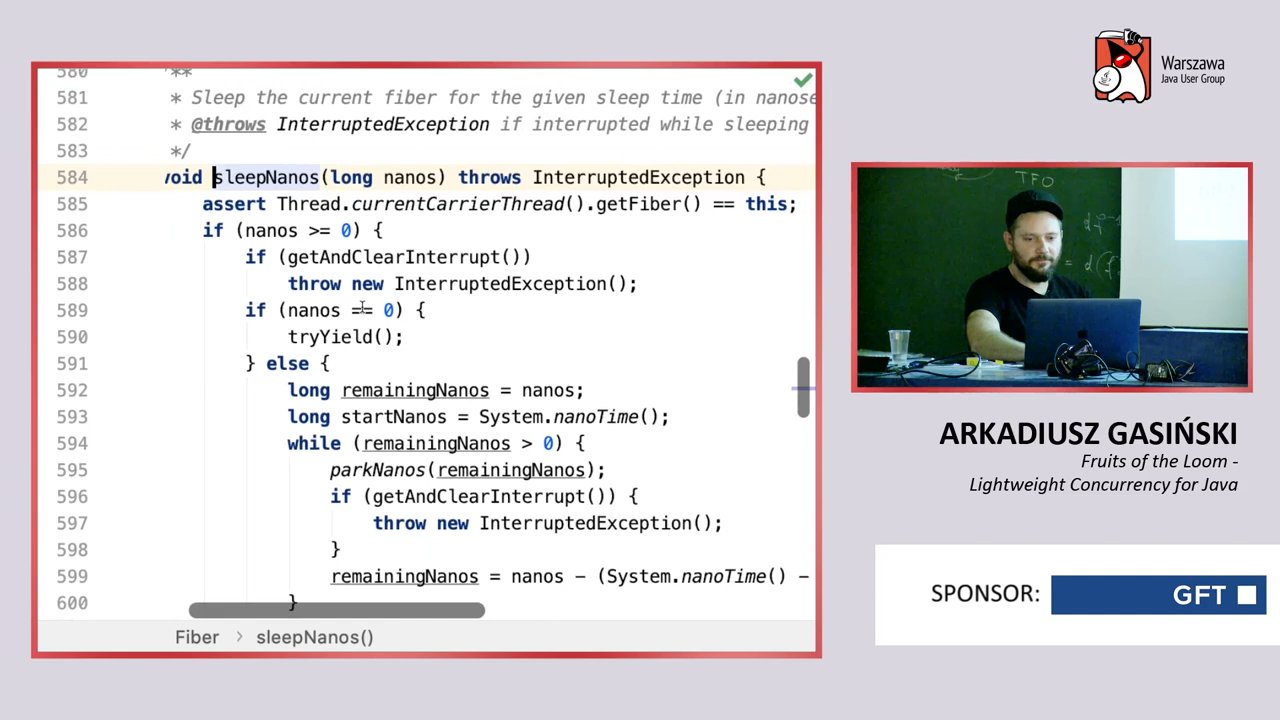 Warszawa
Java User Group
580 **
581 * Sleep the current fiber for the given sleep time (in nanose
582 * @throws InterruptedException if interrupted while sleeping
583 */
584 void sleepNanos(long nanos) throws InterruptedException {
585 assert Thread.currentCarrierThread().getFiber() == this;
586 if (nanos >= 0) {
587 if (getAndClearInterrupt())
588 throw new InterruptedException();
589 if (nanos == 0) {
590 tryYield();
591 } else {
592 long remainingNanos = nanos;
593 long startNanos = System.nanoTime();
594 while (remainingNanos > 0) {
595 parkNanos(remainingNanos);
596 if (getAndClearInterrupt()) {
597 throw new InterruptedException();
598 }
599 remainingNanos = nanos - (System.nanoTime() -
600 }
Fiber > sleepNanos()
TFO
ARKADIUSZ GASIŃSKI
Fruits of the Loom -
Lightweight Concurrency for Java
SPONSOR: GFT